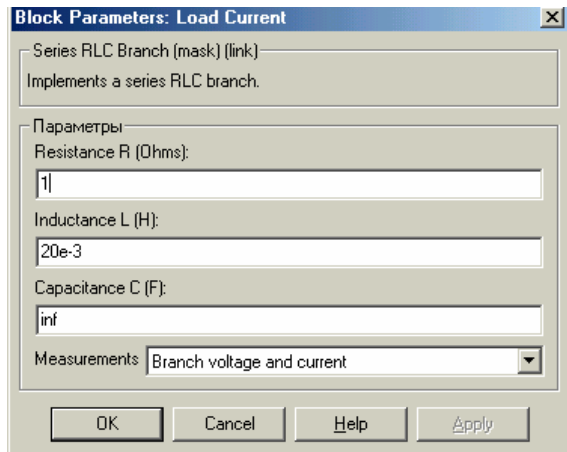 Block Parameters: Load Current
Series RLC Branch (mask) (link)
Implements a series RLC branch.
Параметры
Resistance R (Ohms):
1
Inductance L (H):
20e-3
Capacitance C (F):
inf
Measurements Branch voltage and current
OK Cancel Help Apply